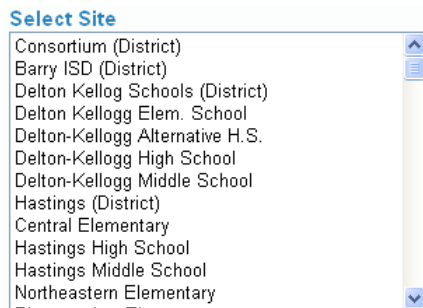 Select Site
Consortium (District)
Barry ISD (District)
Delton Kellog Schools (District)
Delton Kellogg Elem. School
Delton-Kellogg Alternative H.S.
Delton-Kellogg High School
Delton-Kellogg Middle School
Hastings (District)
Central Elementary
Hastings High School
Hastings Middle School
Northeastern Elementary